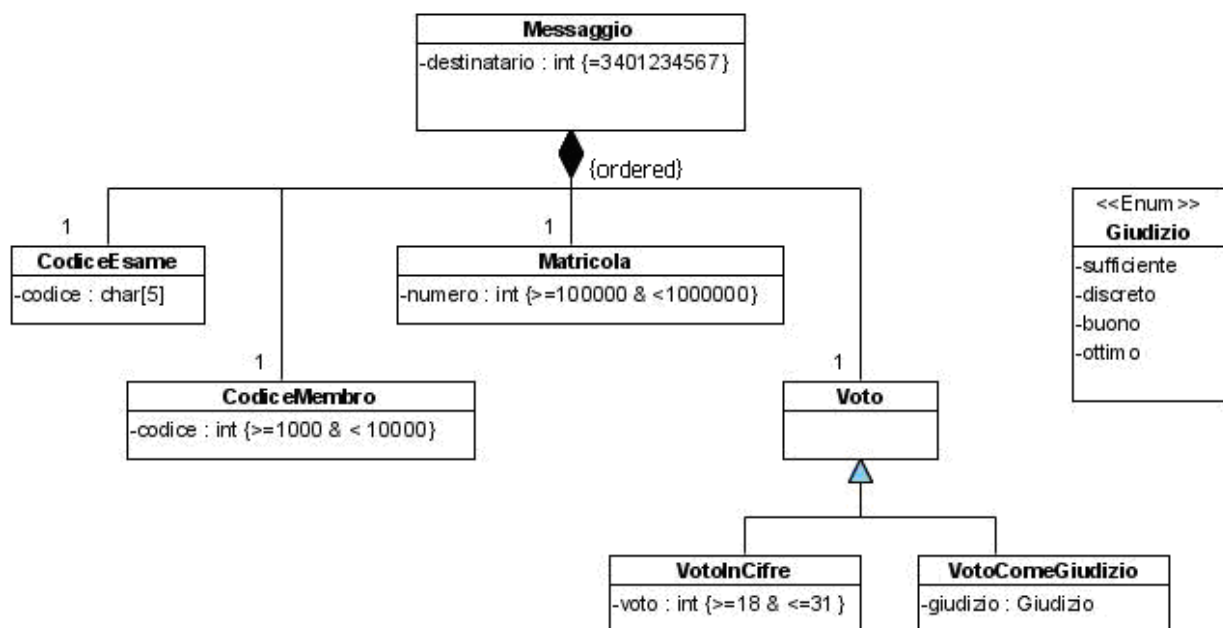 Messaggio
-destinatario : int {=3401234567}
{ordered}
1
1
<<Enum>>
Giudizio
-sufficiente
-discreto
-buono
-ottimo
CodiceEsame
-codice : char[5]
Matricola
-numero : int {>=100000 & <1000000}
1
1
CodiceMembro
-codice : int {>=1000 & < 10000}
Voto
VotoInCifre
-voto : int {>=18 & <=31 }
VotoComeGiudizio
-giudizio : Giudizio